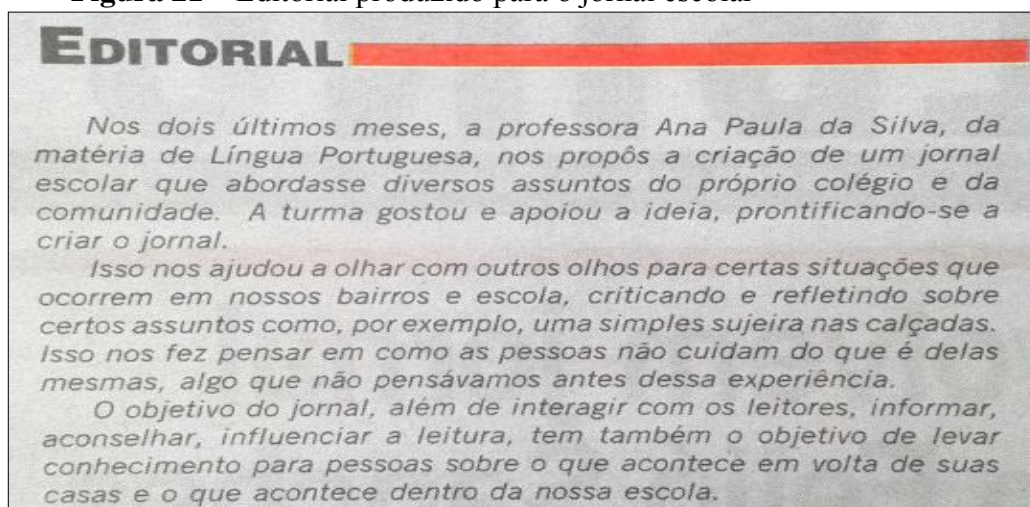 Editorial produzido para o jornal escolar
EDITORIAL
Nos dois últimos meses, a professora Ana Paula da Silva, da
matéria de Língua Portuguesa, nos propôs a criação de um jornal
escolar que abordasse diversos assuntos do próprio colégio e da
comunidade. A turma gostou e apoiou a ideia, prontificando-se a
criar o jornal.
Isso nos ajudou a olhar com outros olhos para certas situações que
ocorrem em nossos bairros e escola, criticando e refletindo sobre
certos assuntos como, por exemplo, uma simples sujeira nas calçadas.
Isso nos fez pensar em como as pessoas não cuidam do que é delas
mesmas, algo que não pensávamos antes dessa experiência.
O objetivo do jornal, além de interagir com os leitores, informar,
aconselhar, influenciar a leitura, tem também o objetivo de levar
conhecimento para pessoas sobre o que acontece em volta de suas
casas e o que acontece dentro da nossa escola.